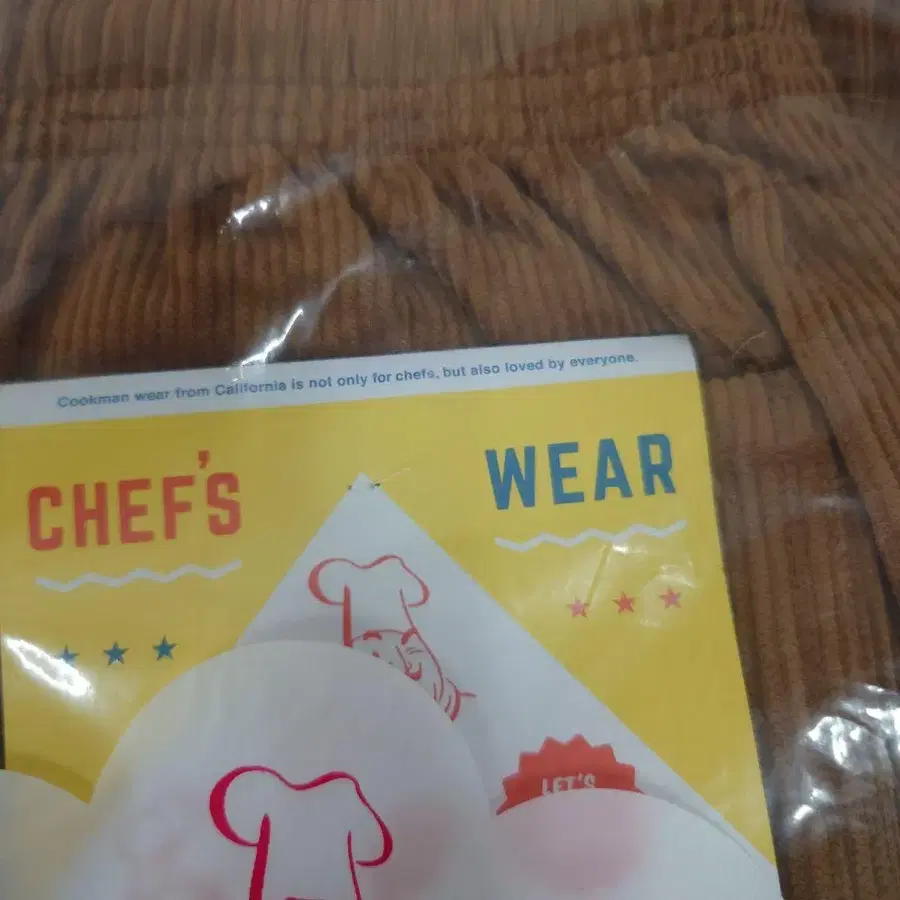 Cookman wear from California is not only for chefs, but also loved by everyone.
CHEF'S
WEAR
LET'S